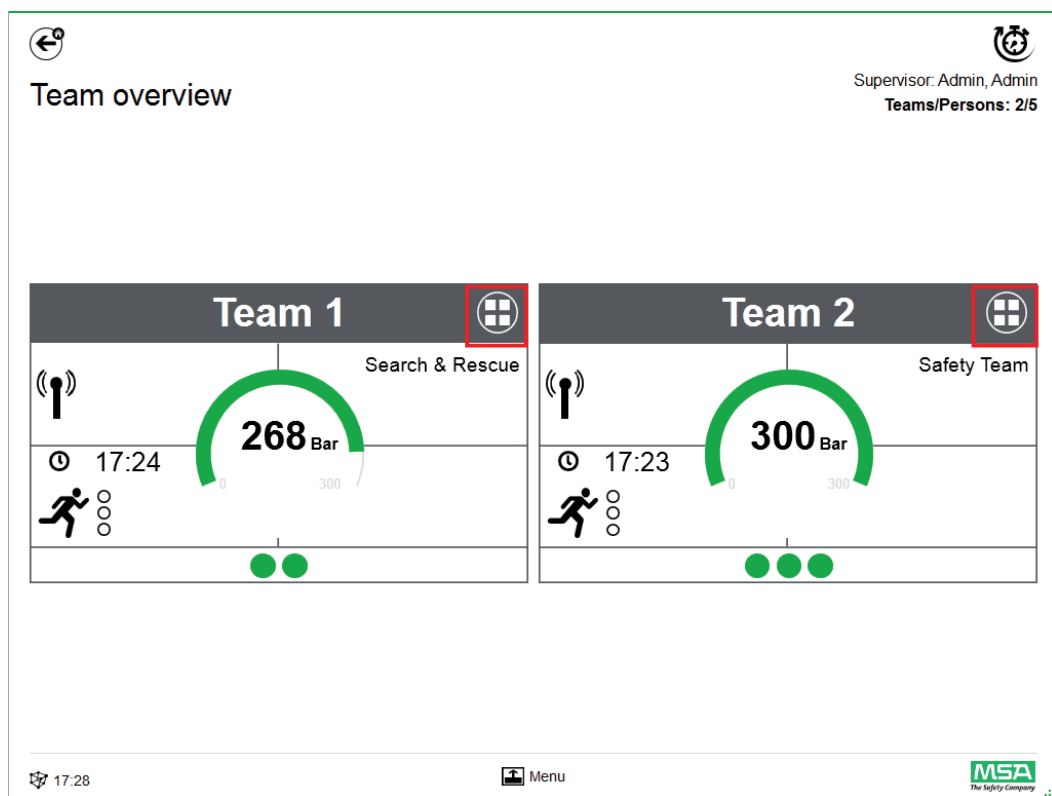 Team overview
Supervisor: Admin, Admin
Teams/Persons: 2/5
Team 1
Search & Rescue
268 Bar
17:24
0 300
Team 2
Safety Team
300 Bar
17:23
0 300
17:28
Menu
MSA
The Safety Company